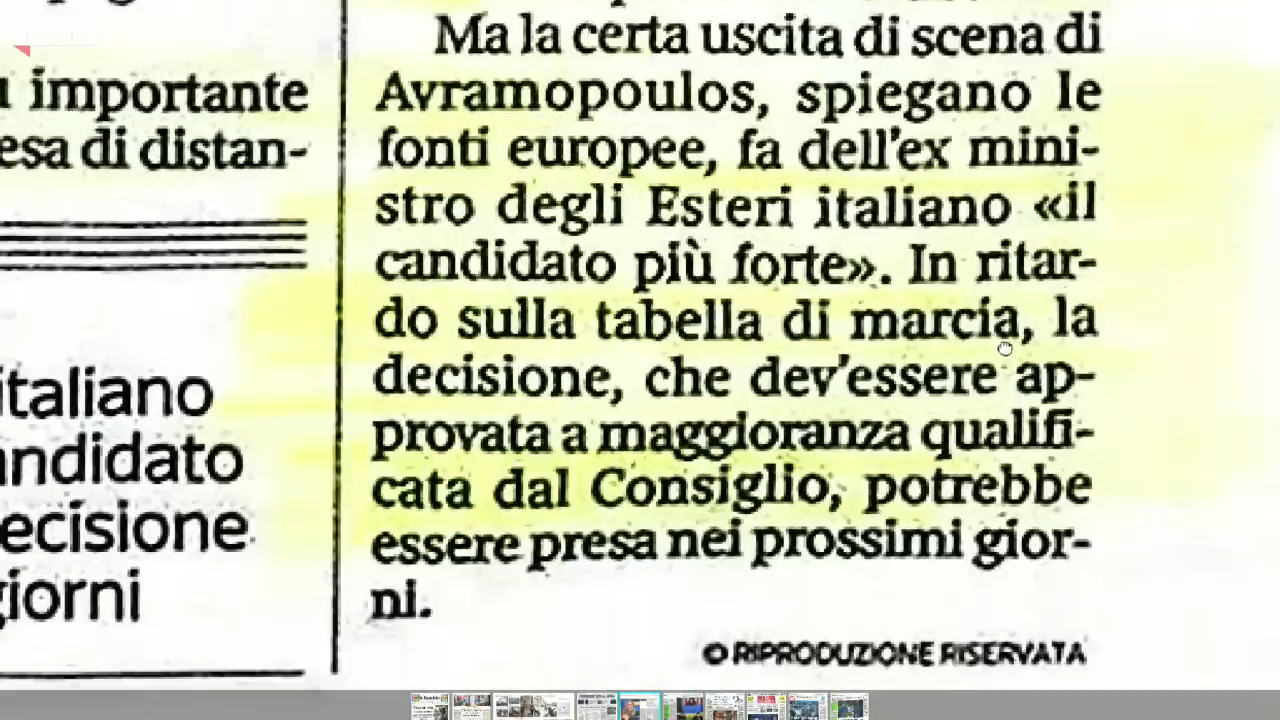 importante
esa di distan-
italiano
andidato
ecisione
giorni
Ma la certa uscita di scena di
Avramopoulos, spiegano le
fonti europee, fa dell'ex mini-
stro degli Esteri italiano «il
candidato più forte». In ritar-
do sulla tabella di marcia, la
decisione, che dev'essere ap-
provata a maggioranza qualifi-
cata dal Consiglio, potrebbe
essere presa nei prossimi gior-
ni.
© RIPRODUZIONE RISERVATA